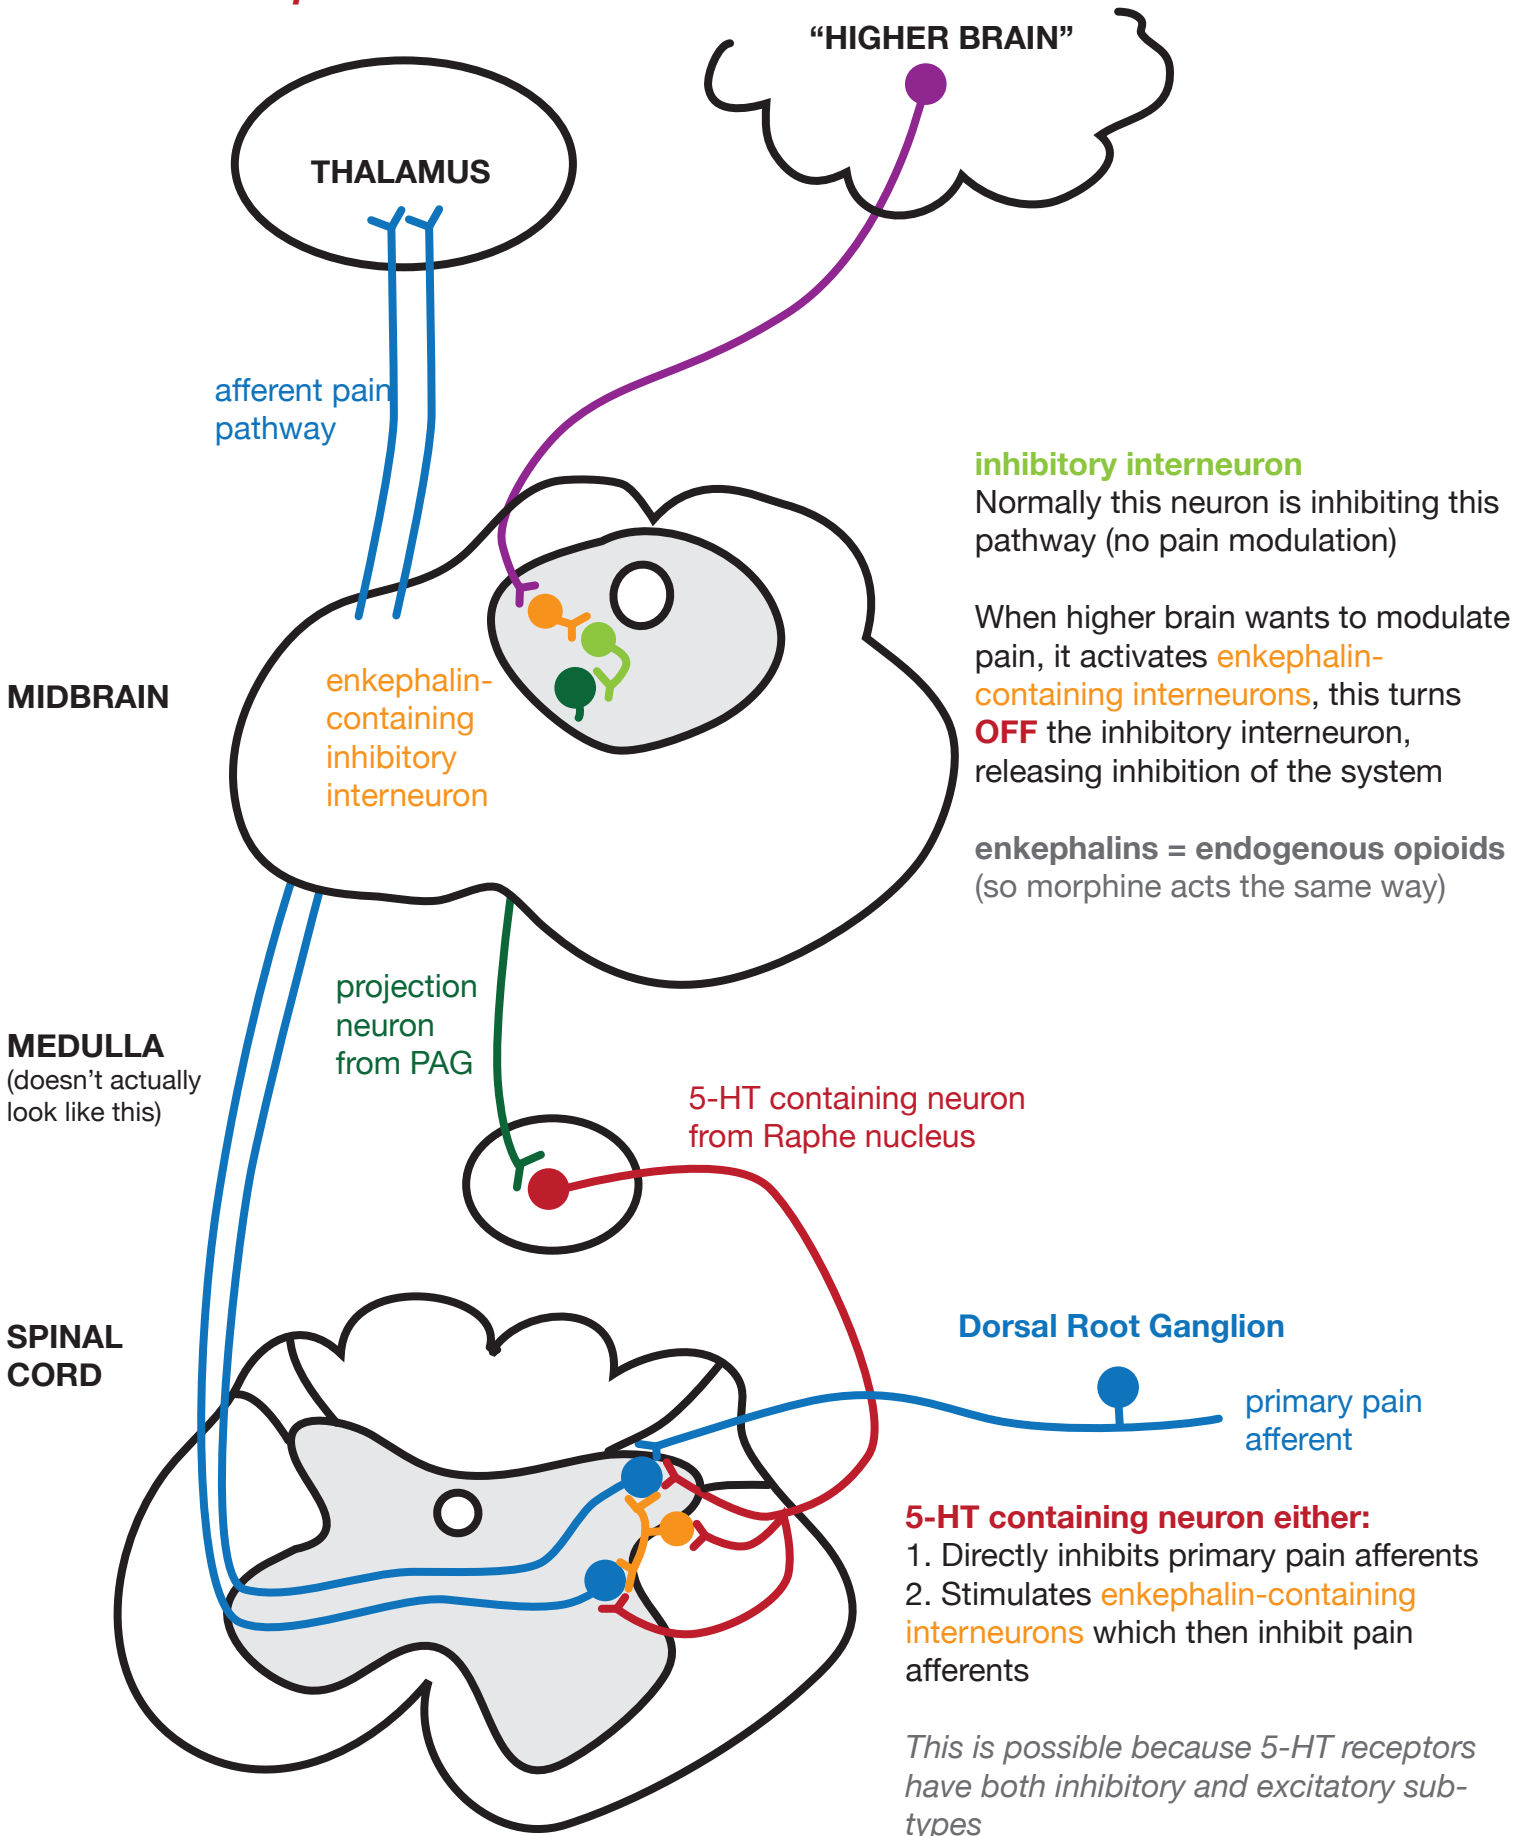 “HIGHER BRAIN”
THALAMUS
afferent pain
pathway
inhibitory interneuron
Normally this neuron is inhibiting this
pathway (no pain modulation)
When higher brain wants to modulate
pain, it activates enkephalin-
containing interneurons, this turns
OFF the inhibitory interneuron,
releasing inhibition of the system
enkephalins = endogenous opioids
(so morphine acts the same way)
MIDBRAIN
enkephalin-
containing
inhibitory
interneuron
projection
neuron
from PAG
MEDULLA
(doesn’t actually
look like this)
5-HT containing neuron
from Raphe nucleus
SPINAL
CORD
Dorsal Root Ganglion
primary pain
afferent
5-HT containing neuron either:
1. Directly inhibits primary pain afferents
2. Stimulates enkephalin-containing
interneurons which then inhibit pain
afferents
This is possible because 5-HT receptors
have both inhibitory and excitatory sub-
types